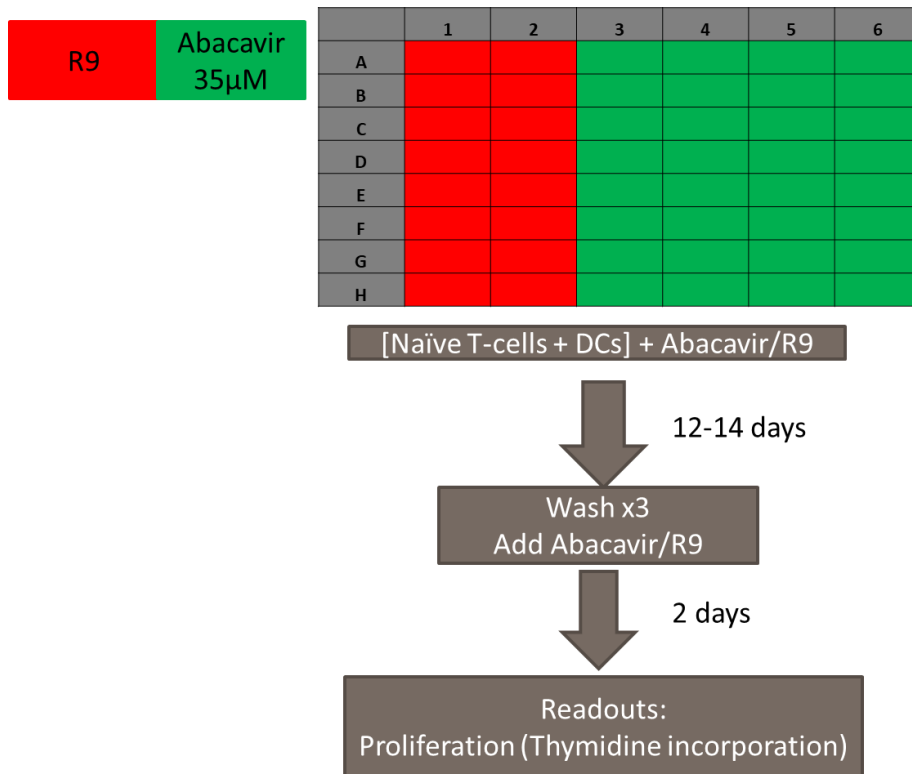 R9
Abacavir
35µM
1 2 3 4 5 6
A
B
C
D
E
F
G
H
[Naïve T-cells + DCs] + Abacavir/R9
12-14 days
Wash x3
Add Abacavir/R9
2 days
Readouts:
Proliferation (Thymidine incorporation)